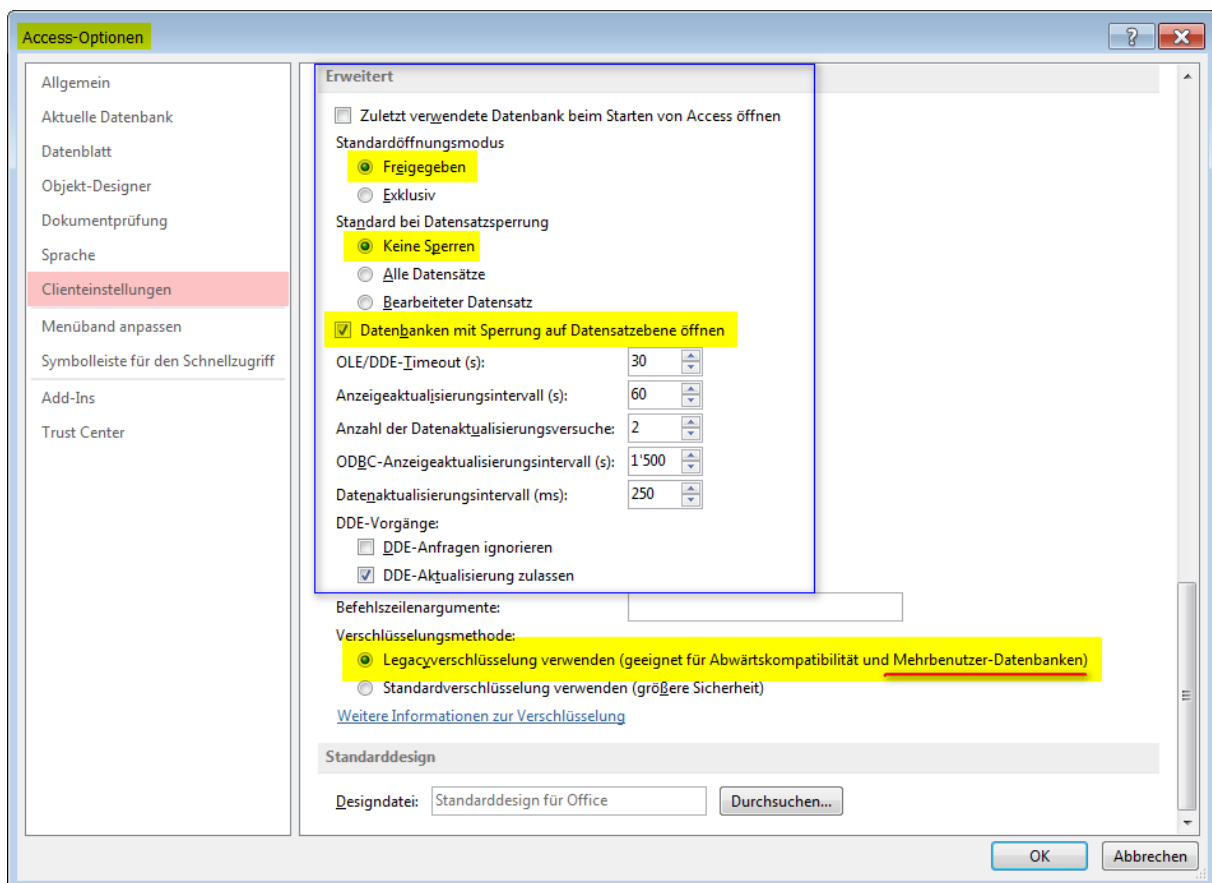 Access-Optionen
Allgemein
Aktuelle Datenbank
Datenblatt
Objekt-Designer
Dokumentprüfung
Sprache
Clienteinstellungen
Menüband anpassen
Symbolleiste für den Schnellzugriff
Add-Ins
Trust Center
Erweitert
Zuletzt verwendete Datenbank beim Starten von Access öffnen
Standardöffnungsmodus
Freigegeben
Exklusiv
Standard bei Datensatzsperrung
Keine Sperren
Alle Datensätze
Bearbeiteter Datensatz
Datenbanken mit Sperrung auf Datensatzebene öffnen
OLE/DDE-Timeout (s): 30
Anzeigeaktualisierungsintervall (s): 60
Anzahl der Datenaktualisierungsversuche: 2
ODBC-Anzeigeaktualisierungsintervall (s): 1'500
Datenaktualisierungsintervall (ms): 250
DDE-Vorgänge:
DDE-Anfragen ignorieren
DDE-Aktualisierung zulassen
Befehlszeilenargumente:
Verschlüsselungsmethode:
Legacyverschlüsselung verwenden (geeignet für Abwärtskompatibilität und Mehrbenutzer-Datenbanken)
Standardverschlüsselung verwenden (größere Sicherheit)
Weitere Informationen zur Verschlüsselung
Standarddesign
Designdatei: Standarddesign für Office Durchsuchen...
OK Abbrechen